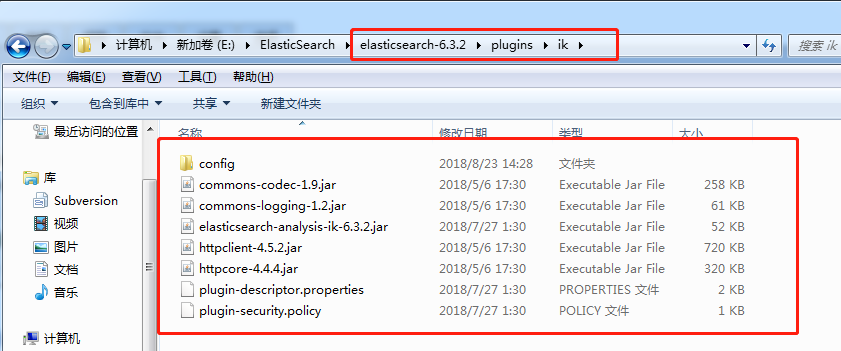 计算机 新加卷 (E:) ElasticSearch elasticsearch-6.3.2 plugins ik 搜索 ik
文件(F) 编辑(E) 查看(V) 工具(T) 帮助(H)
组织 包含到库中 共享 新建文件夹
最近访问的位置
库
Subversion
视频
图片
文档
音乐
计算机
名称 修改日期 类型 大小
config 2018/8/23 14:28 文件夹
commons-codec-1.9.jar 2018/5/6 17:30 Executable Jar File 258 KB
commons-logging-1.2.jar 2018/5/6 17:30 Executable Jar File 61 KB
elasticsearch-analysis-ik-6.3.2.jar 2018/7/27 1:30 Executable Jar File 52 KB
httpclient-4.5.2.jar 2018/5/6 17:30 Executable Jar File 720 KB
httpcore-4.4.4.jar 2018/5/6 17:30 Executable Jar File 320 KB
plugin-descriptor.properties 2018/7/27 1:30 PROPERTIES 文件 2 KB
plugin-security.policy 2018/7/27 1:30 POLICY 文件 1 KB